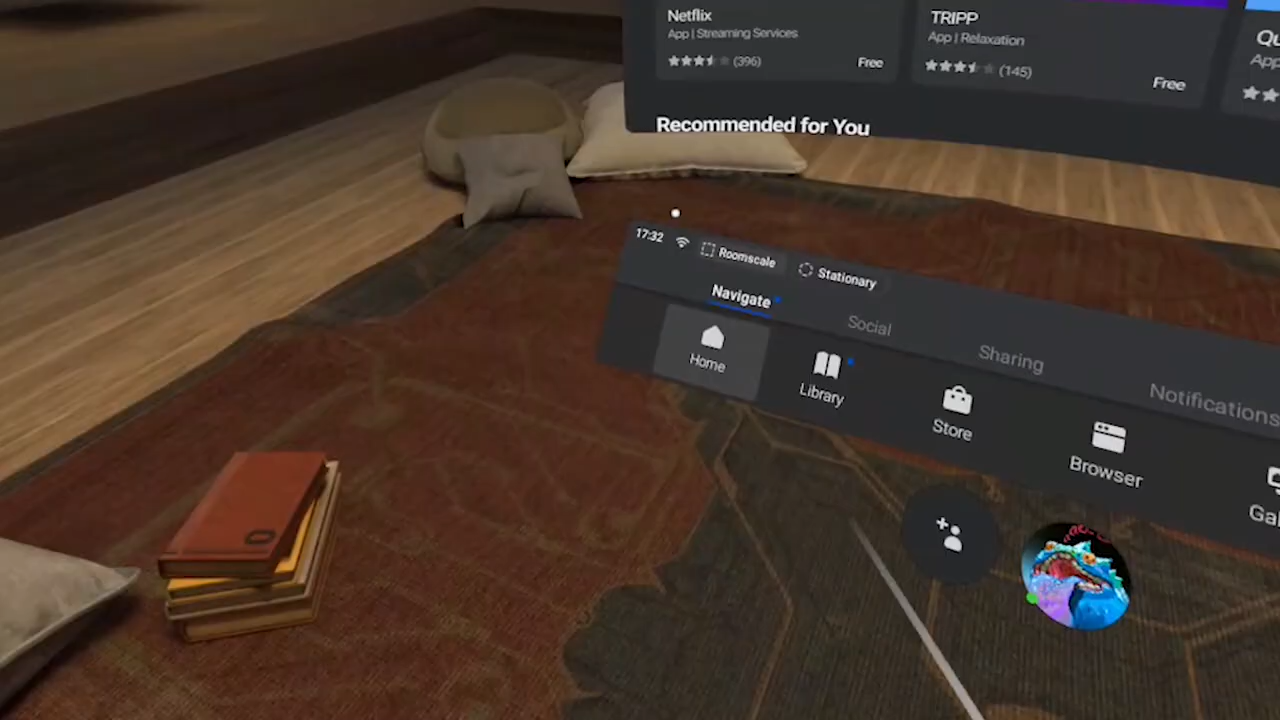 Netflix
App | Streaming Services
(396)
Free
TRIPP
App | Relaxation
(145)
Free
Recommended for You
17:32
Roomscale
Stationary
Navigate
Social
Sharing
Notifications
Home
Library
Store
Browser